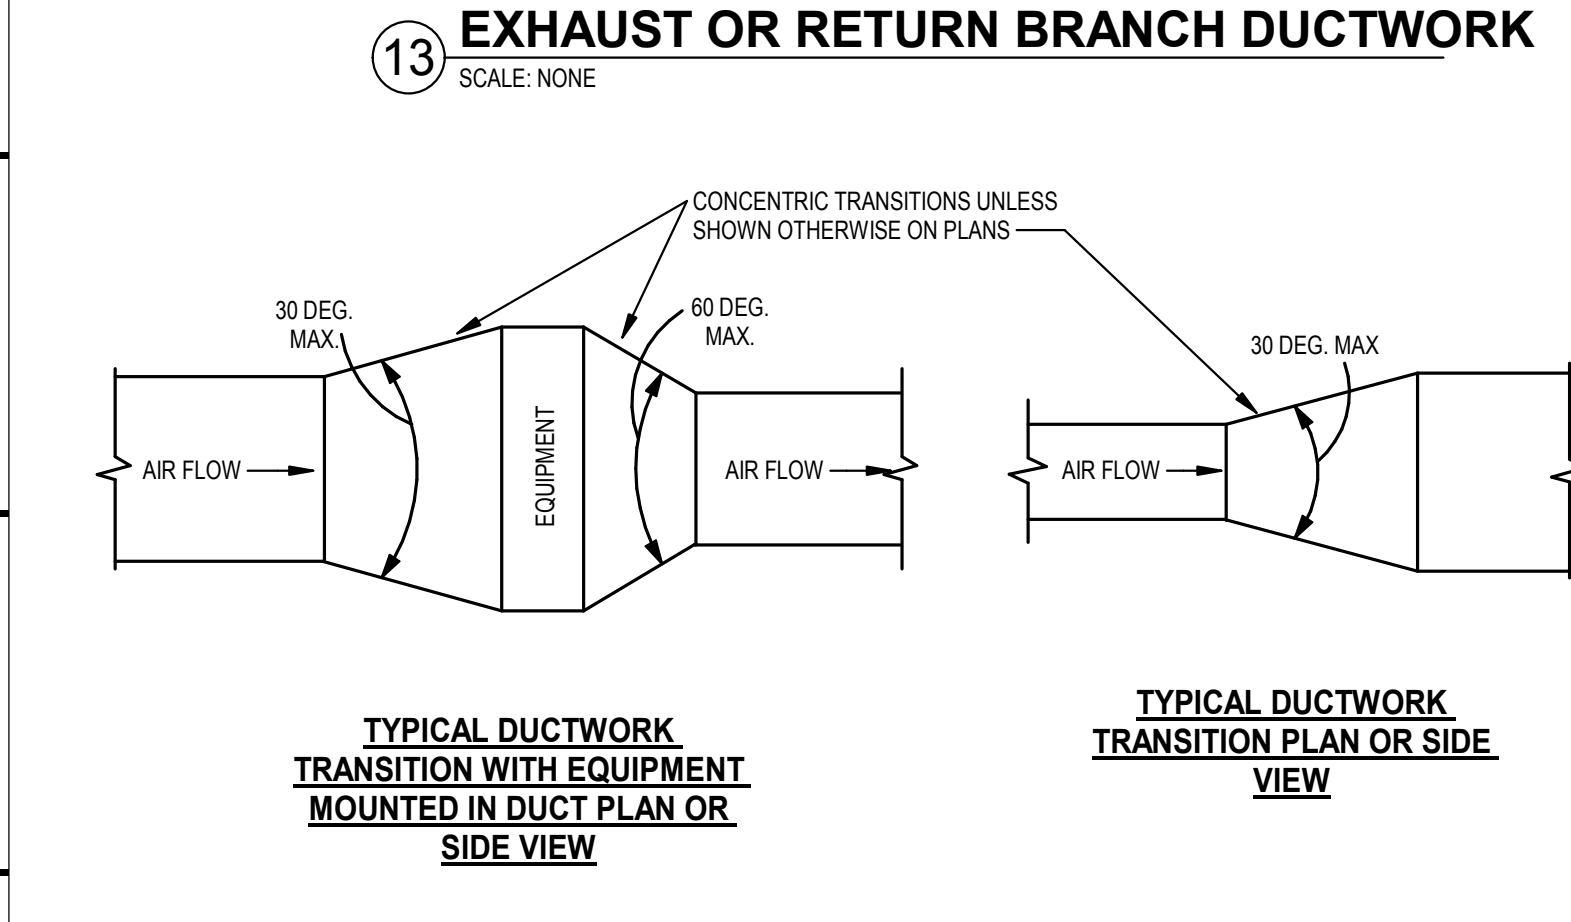 13
EXHAUST OR RETURN BRANCH DUCTWORK
SCALE: NONE
CONCENTRIC TRANSITIONS UNLESS
SHOWN OTHERWISE ON PLANS
30 DEG.
MAX.
60 DEG.
MAX.
30 DEG. MAX
AIR FLOW
EQUIPMENT
AIR FLOW
AIR FLOW
TYPICAL DUCTWORK
TRANSITION WITH EQUIPMENT
MOUNTED IN DUCT PLAN OR
SIDE VIEW
TYPICAL DUCTWORK
TRANSITION PLAN OR SIDE
VIEW